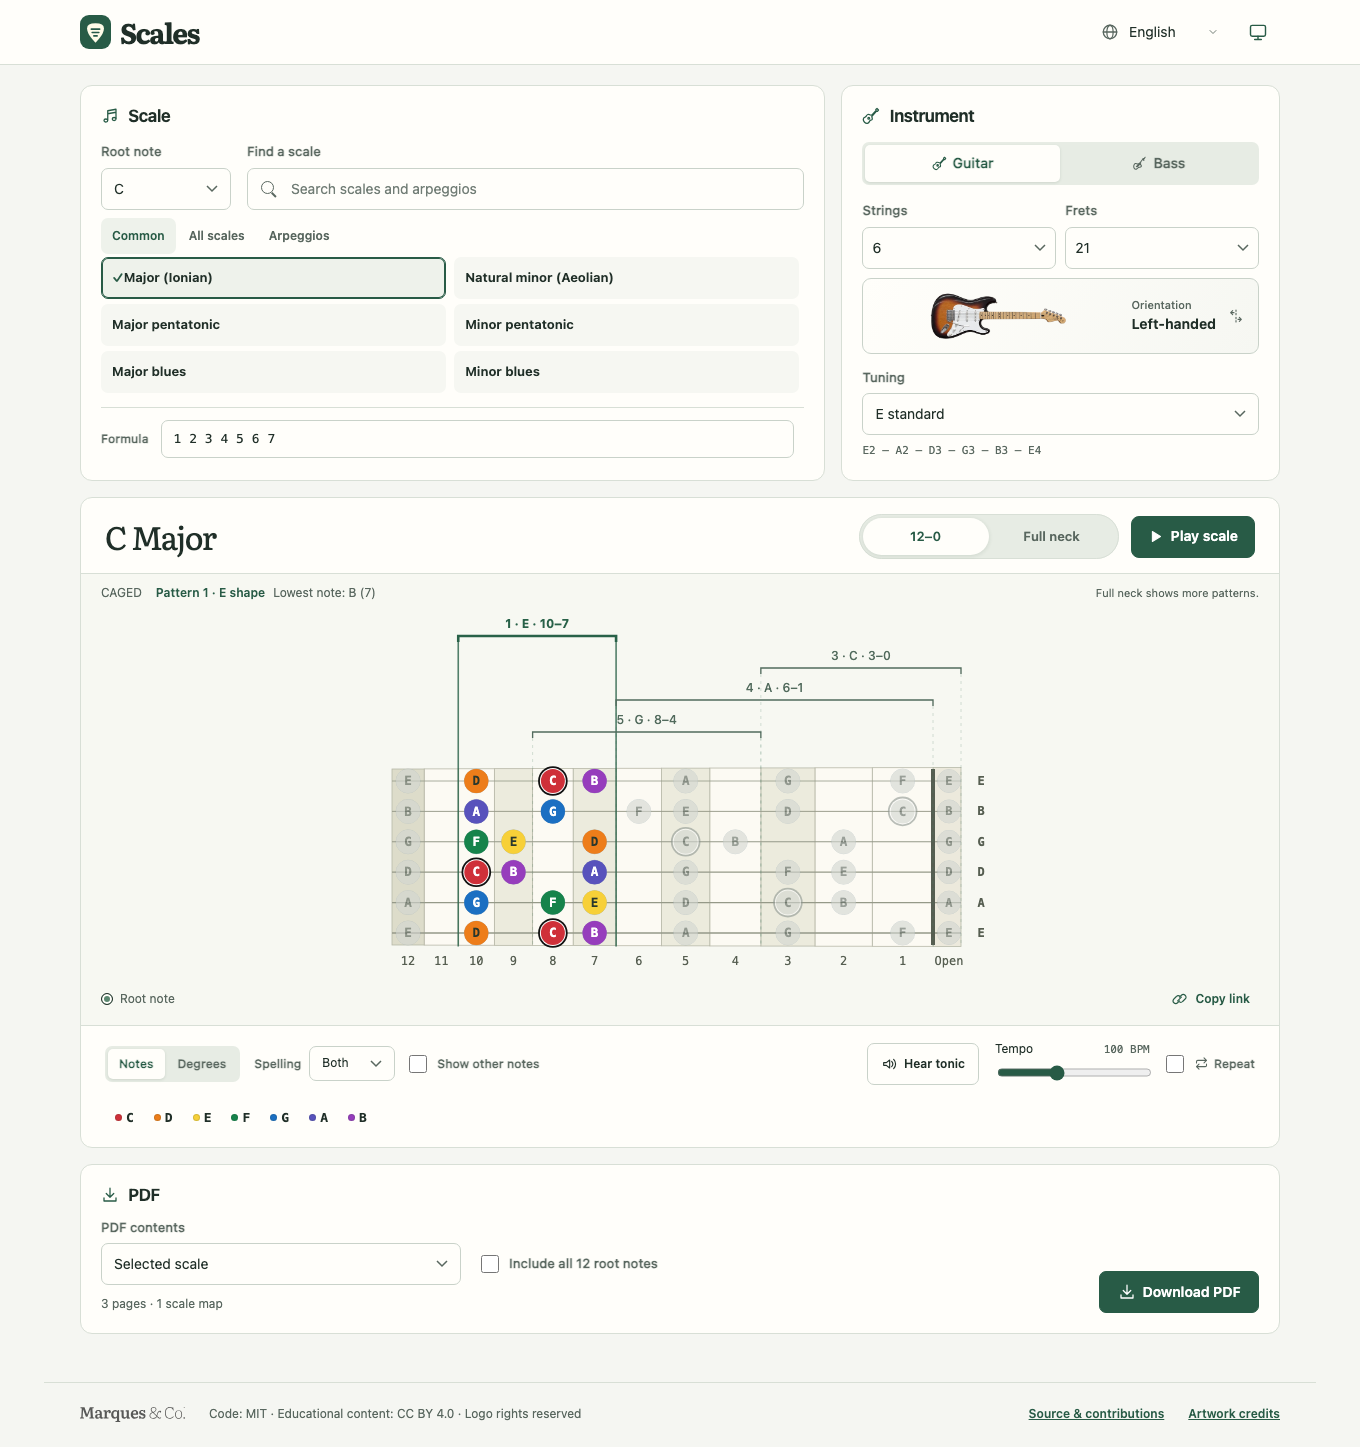 Scales
English
Scale
Root note
Find a scale
C
Search scales and arpeggios
Common
All scales
Arpeggios
Major (Ionian)
Natural minor (Aeolian)
Major pentatonic
Minor pentatonic
Major blues
Minor blues
Formula
1 2 3 4 5 6 7
Instrument
Guitar
Bass
Strings
Frets
6
21
Orientation
Left-handed
Tuning
E standard
E2 — A2 — D3 — G3 — B3 — E4
C Major
12–0
Full neck
Play scale
CAGED Pattern 1 · E shape Lowest note: B (7)
Full neck shows more patterns.
1 · E · 10–7
3 · C · 3–0
4 · A · 6–1
5 · G · 8–4
E D C B A G F E E
B A G F E D C B B
G F E D C B A G G
D C B A G F E D D
A G F E D C B A A
E D C B A G F E E
12 11 10 9 8 7 6 5 4 3 2 1 Open
Root note
Copy link
Notes
Degrees
Spelling
Both
Show other notes
Hear tonic
Tempo
100 BPM
Repeat
C D E F G A B
PDF
PDF contents
Selected scale
Include all 12 root notes
3 pages · 1 scale map
Download PDF
Marques & Co.
Code: MIT · Educational content: CC BY 4.0 · Logo rights reserved
Source & contributions
Artwork credits